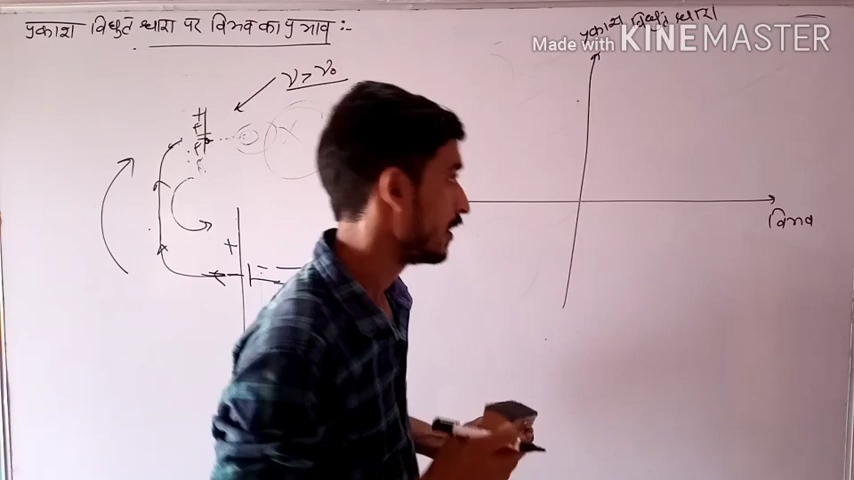 प्रकाश विद्युत धारा पर विभव का प्रभाव :-
प्रकाश विद्युत धारा
Made with KINEMASTER
ν > ν₀
+
+
विभव